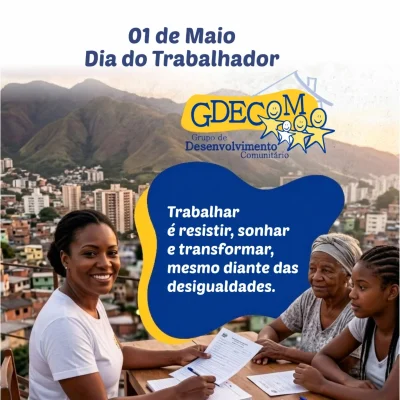 01 de Maio
Dia do Trabalhador
GDECOM
Grupo de
Desenvolvimento
Comunitário
Trabalhar
é resistir, sonhar
e transformar,
mesmo diante das
desigualdades.